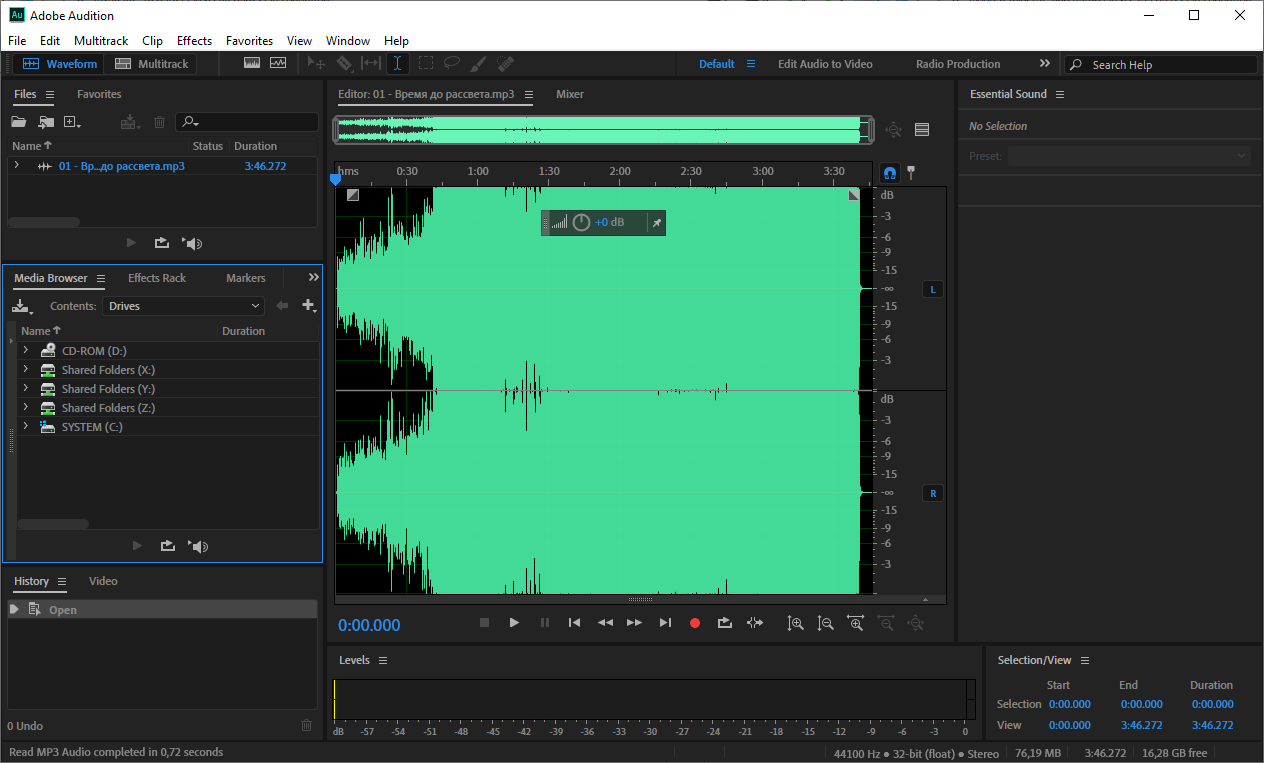 Au Adobe Audition
File Edit Multitrack Clip Effects Favorites View Window Help
Waveform Multitrack Default Edit Audio to Video Radio Production Search Help
Files Favorites
Name Status Duration
01 - Вр...до рассвета.mp3 3:46.272
Media Browser Effects Rack Markers
Contents: Drives
Name Duration
CD-ROM (D:)
Shared Folders (X:)
Shared Folders (Y:)
Shared Folders (Z:)
SYSTEM (C:)
History Video
Open
0 Undo
Editor: 01 - Время до рассвета.mp3 Mixer
hms 0:30 1:00 1:30 2:00 2:30 3:00 3:30
+0 dB
dB
-3
-6
-9
-15
-∞
-15
-9
-6
-3
L
dB
-3
-6
-9
-15
-∞
-15
-9
-6
-3
R
0:00.000
Levels
dB -57 -54 -51 -48 -45 -42 -39 -36 -33 -30 -27 -24 -21 -18 -15 -12 -9 -6 -3 0
Essential Sound
No Selection
Preset:
Selection/View
Start End Duration
Selection 0:00.000 0:00.000 0:00.000
View 0:00.000 3:46.272 3:46.272
Read MP3 Audio completed in 0,72 seconds 44100 Hz ● 32-bit (float) ● Stereo 76,19 MB 3:46.272 16,28 GB free